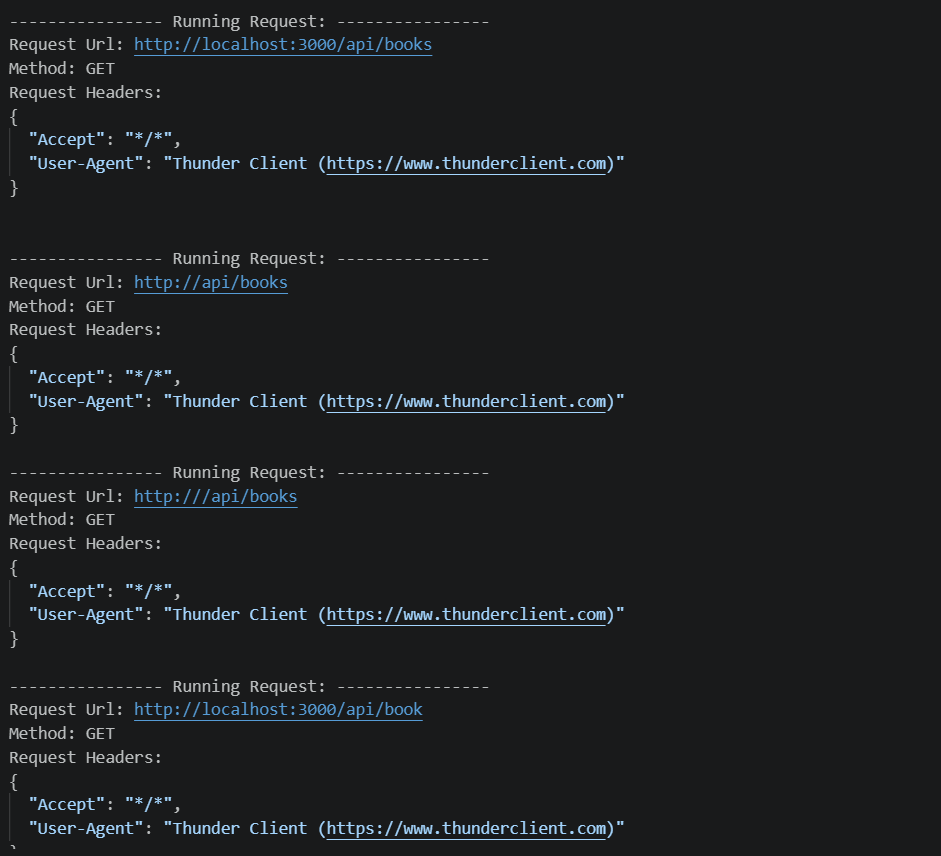 ---------------- Running Request: ----------------
Request Url: http://localhost:3000/api/books
Method: GET
Request Headers:
{
  "Accept": "*/*",
  "User-Agent": "Thunder Client (https://www.thunderclient.com)"
}
---------------- Running Request: ----------------
Request Url: http://api/books
Method: GET
Request Headers:
{
  "Accept": "*/*",
  "User-Agent": "Thunder Client (https://www.thunderclient.com)"
}
---------------- Running Request: ----------------
Request Url: http:///api/books
Method: GET
Request Headers:
{
  "Accept": "*/*",
  "User-Agent": "Thunder Client (https://www.thunderclient.com)"
}
---------------- Running Request: ----------------
Request Url: http://localhost:3000/api/book
Method: GET
Request Headers:
{
  "Accept": "*/*",
  "User-Agent": "Thunder Client (https://www.thunderclient.com)"
}